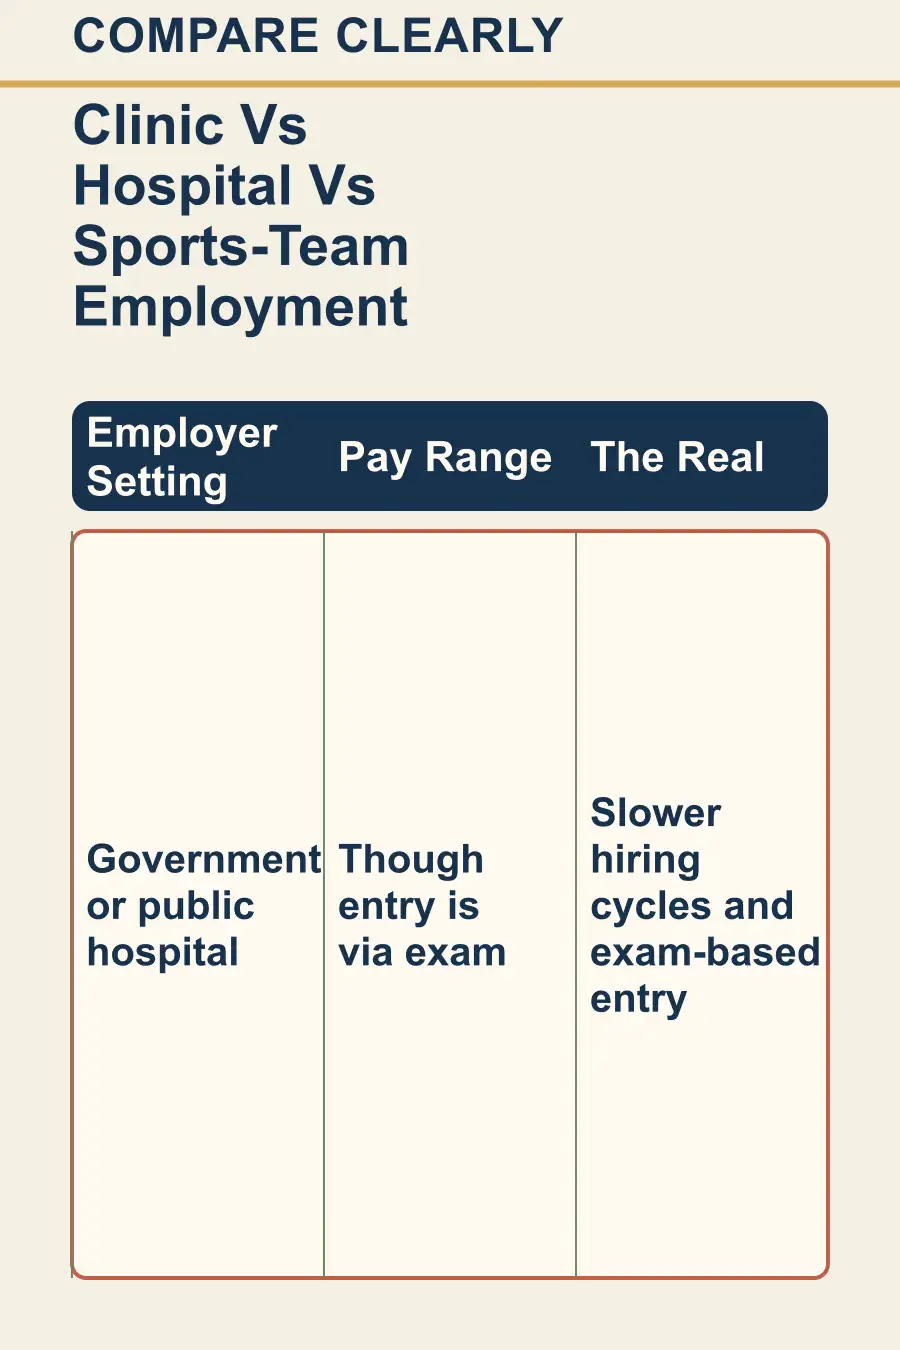 COMPARE CLEARLY
Clinic Vs
Hospital Vs
Sports-Team
Employment
Employer
Setting
Pay Range
The Real
Government
or public
hospital
Though
entry is
via exam
Slower
hiring
cycles and
exam-based
entry